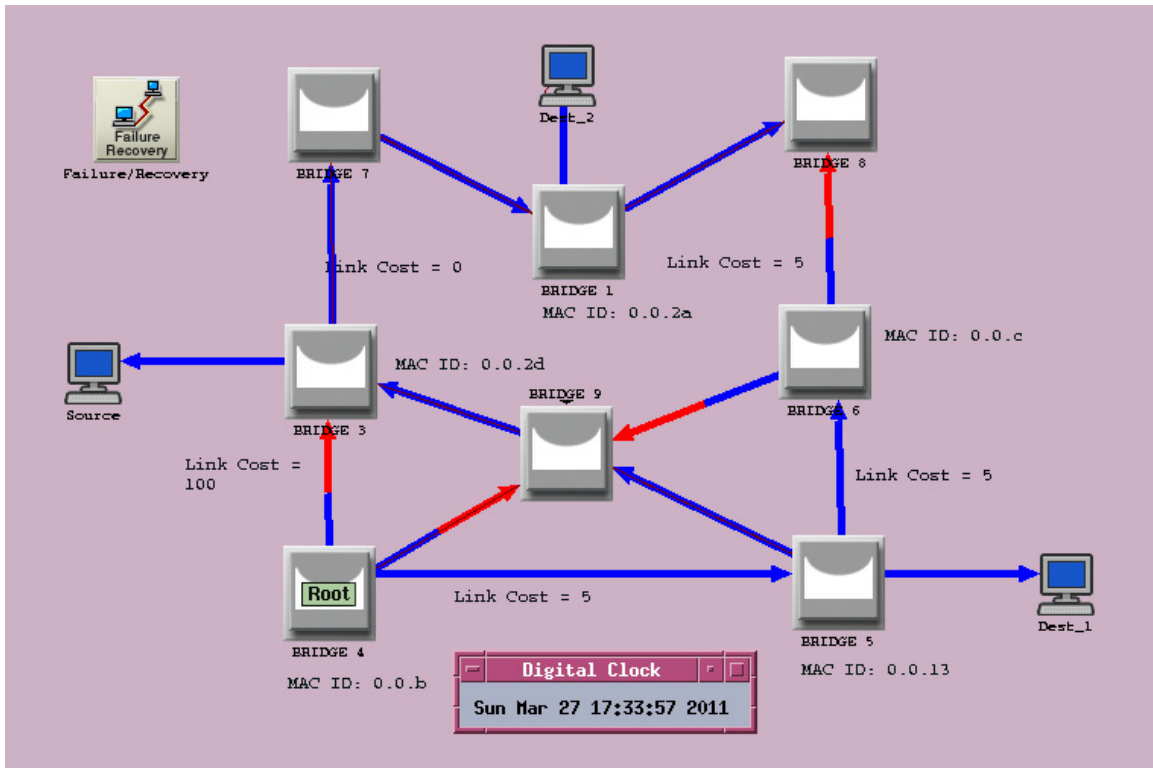 Failure
Recovery
Failure/Recovery
BRIDGE 7
Dest_2
BRIDGE 8
Link Cost = 0
Link Cost = 5
BRIDGE 1
MAC ID: 0.0.2a
MAC ID: 0.0.c
MAC ID: 0.0.2d
BRIDGE 9
Source
BRIDGE 3
BRIDGE 6
Link Cost =
100
Link Cost = 5
Root
Link Cost = 5
Dest_1
BRIDGE 4
BRIDGE 5
MAC ID: 0.0.b
MAC ID: 0.0.13
Digital Clock
Sun Mar 27 17:33:57 2011